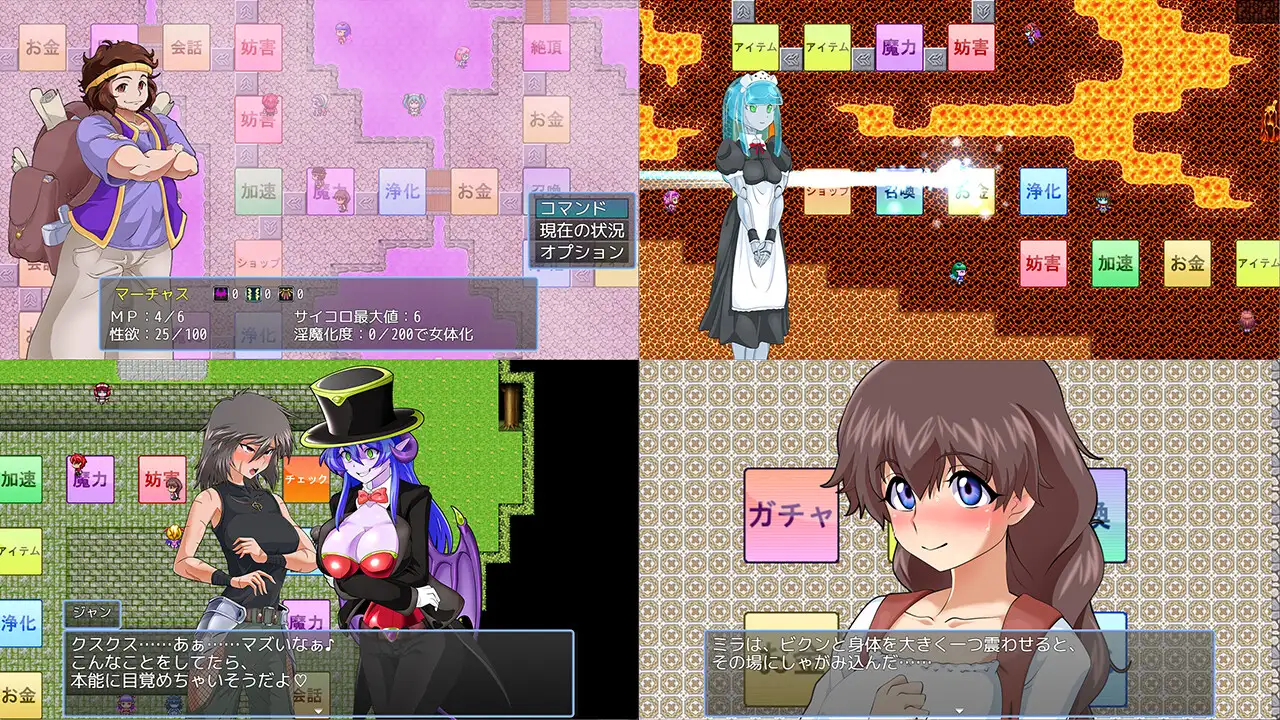 お金
会話
妨害
絶頂
妨害
お金
加速
魔力
浄化
お金
召喚
ショップ
コマンド
現在の状況
オプション
マーチャス
0
0
0
MP：4／6
サイコロ最大値：6
性欲：25／100
淫魔化度：0／200で女体化
浄化
アイテム
アイテム
魔力
妨害
ショップ
召喚
お金
浄化
妨害
加速
お金
アイテム
加速
魔力
妨害
チェック
アイテム
浄化
魔力
お金
会話
ジャン
クスクス……あぁ……マズいなぁ♪
こんなことをしてたら、
本能に目覚めちゃいそうだよ♡
ガチャ
換
ミラは、ビクンと身体を大きく一つ震わせると、
その場にしゃがみ込んだ……